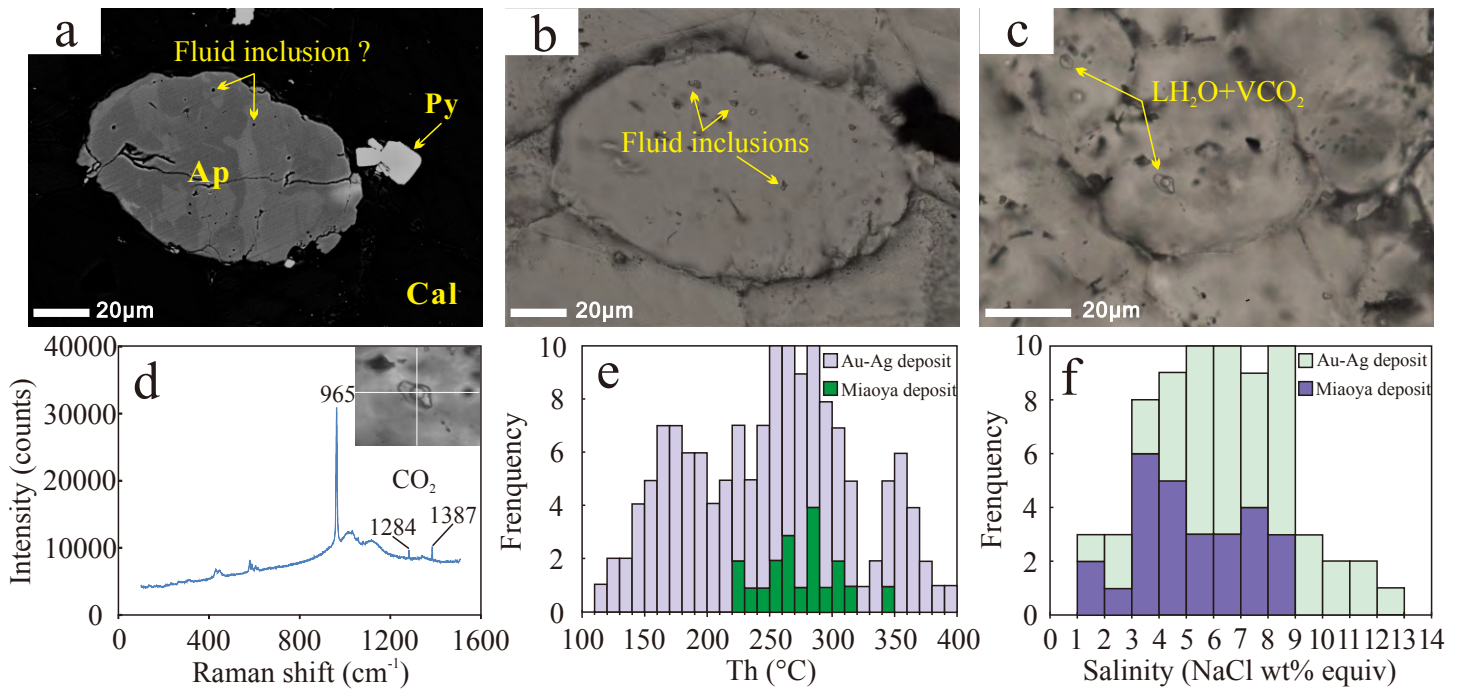 a
Fluid inclusion ?
Py
Ap
Cal
20μm
b
Fluid inclusions
20μm
c
LH₂O+VCO₂
20μm
d
40000
30000
20000
10000
0
Intensity (counts)
965
CO₂
1284
1387
0 400 800 1200 1600
Raman shift (cm⁻¹)
e
Au-Ag deposit
Miaoya deposit
10
8
6
4
2
0
Frenquency
100 150 200 250 300 350 400
Th (°C)
f
Au-Ag deposit
Miaoya deposit
10
8
6
4
2
0
Frenquency
0 1 2 3 4 5 6 7 8 9 10 11 12 13 14
Salinity (NaCl wt% equiv)